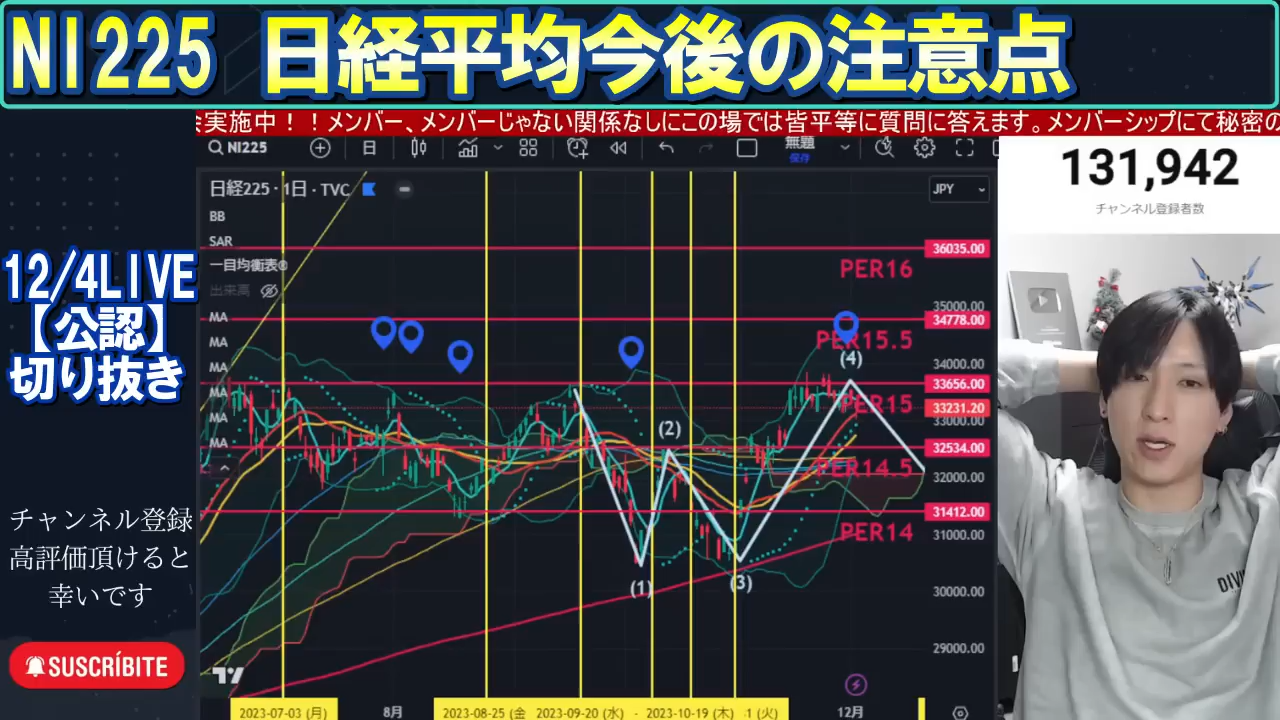 NI225 日経平均今後の注意点
実施中！！メンバー、メンバーじゃない関係なしにこの場では皆平等に質問に答えます。メンバーシップにて秘密の
NI225
日
無題
保存
131,942
チャンネル登録者数
日経225・1日・TVC
JPY
BB
SAR
一目均衡表
出来高
MA
MA
MA
MA
MA
MA
36035.00
PER16
35000.00
34778.00
PER15.5
(4)
34000.00
33656.00
PER15
33231.20
33000.00
(2)
32534.00
PER14.5
32000.00
31412.00
PER14
31000.00
(1)
(3)
30000.00
29000.00
12/4LIVE
【公認】
切り抜き
チャンネル登録
高評価頂けると
幸いです
SUSCRÍBITE
2023-07-03 (月)
8月
2023-08-25 (金
2023-09-20 (水)
2023-10-19 (木)
1 (火)
12月